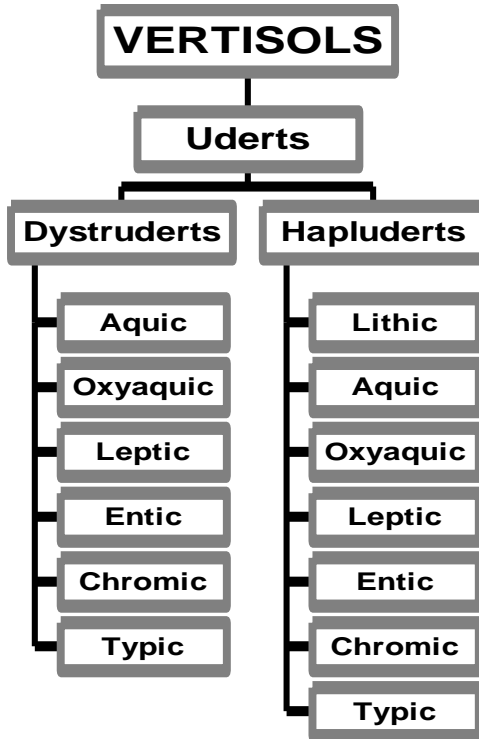 VERTISOLS
Uderts
Dystruderts
Hapluderts
Aquic
Oxyaquic
Leptic
Entic
Chromic
Typic
Lithic
Aquic
Oxyaquic
Leptic
Entic
Chromic
Typic